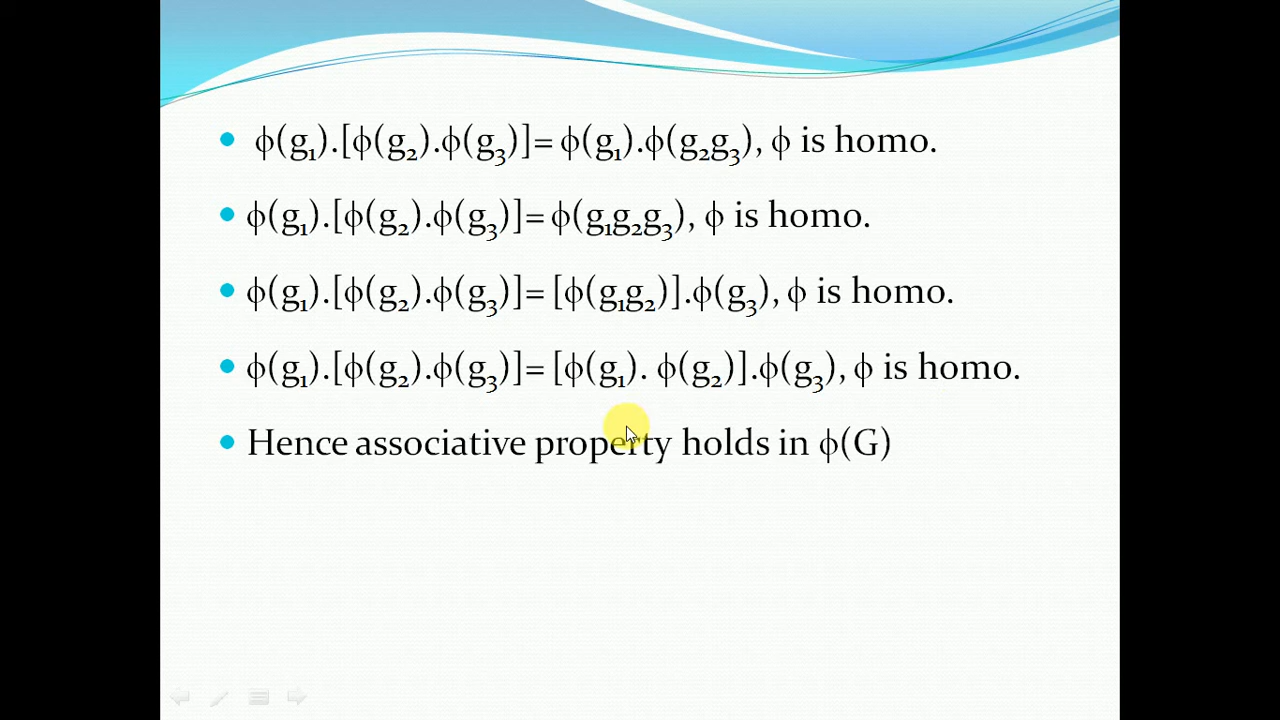 • ϕ(g₁).[ϕ(g₂).ϕ(g₃)]= ϕ(g₁).ϕ(g₂g₃), ϕ is homo.
• ϕ(g₁).[ϕ(g₂).ϕ(g₃)]= ϕ(g₁g₂g₃), ϕ is homo.
• ϕ(g₁).[ϕ(g₂).ϕ(g₃)]= [ϕ(g₁g₂)].ϕ(g₃), ϕ is homo.
• ϕ(g₁).[ϕ(g₂).ϕ(g₃)]= [ϕ(g₁). ϕ(g₂)].ϕ(g₃), ϕ is homo.
• Hence associative property holds in ϕ(G)